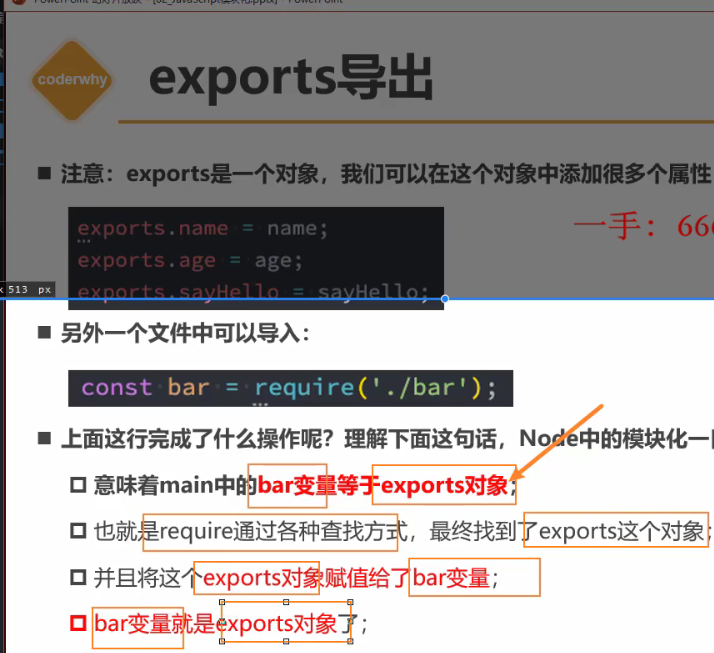 coderwhy
exports导出
注意：exports是一个对象，我们可以在这个对象中添加很多个属性
exports.name = name;
exports.age = age;
exports.sayHello = sayHello;
一手：666
513 px
另外一个文件中可以导入：
const bar = require('./bar');
上面这行完成了什么操作呢？理解下面这句话，Node中的模块化一
意味着main中的bar变量等于exports对象；
也就是require通过各种查找方式，最终找到了exports这个对象；
并且将这个exports对象赋值给了bar变量；
bar变量就是exports对象了；